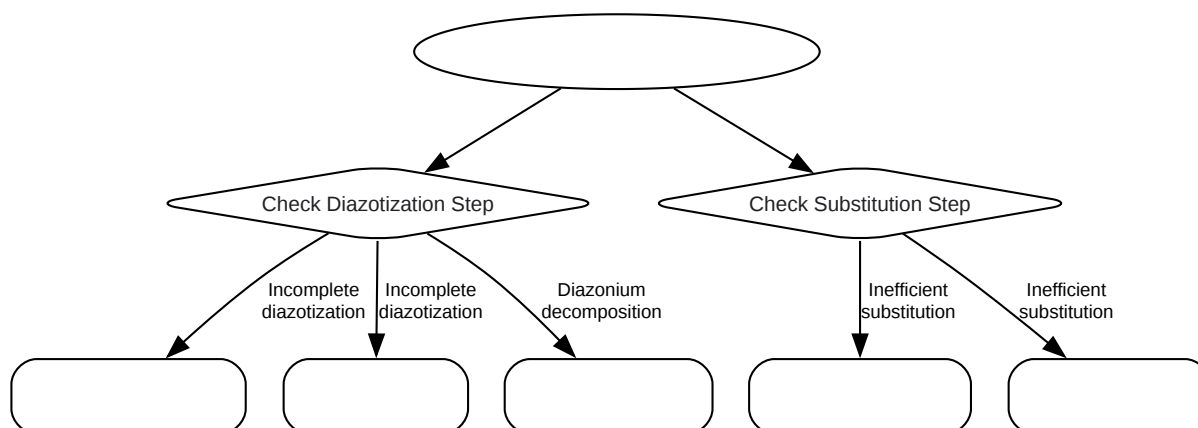 Check Diazotization Step
Check Substitution Step
Incomplete
diazotization
Incomplete
diazotization
Diazonium
decomposition
Inefficient
substitution
Inefficient
substitution